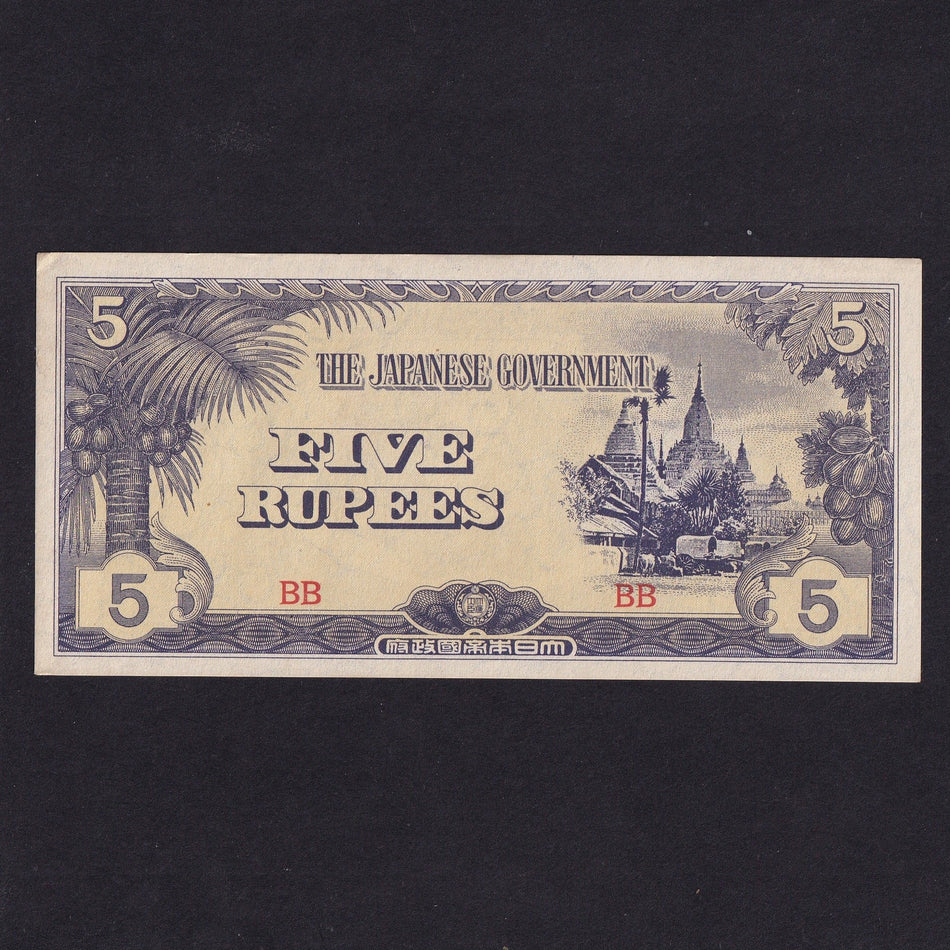 5 5
THE JAPANESE GOVERNMENT
FIVE
RUPEES
5 BB BB 5
府政國帝本日大